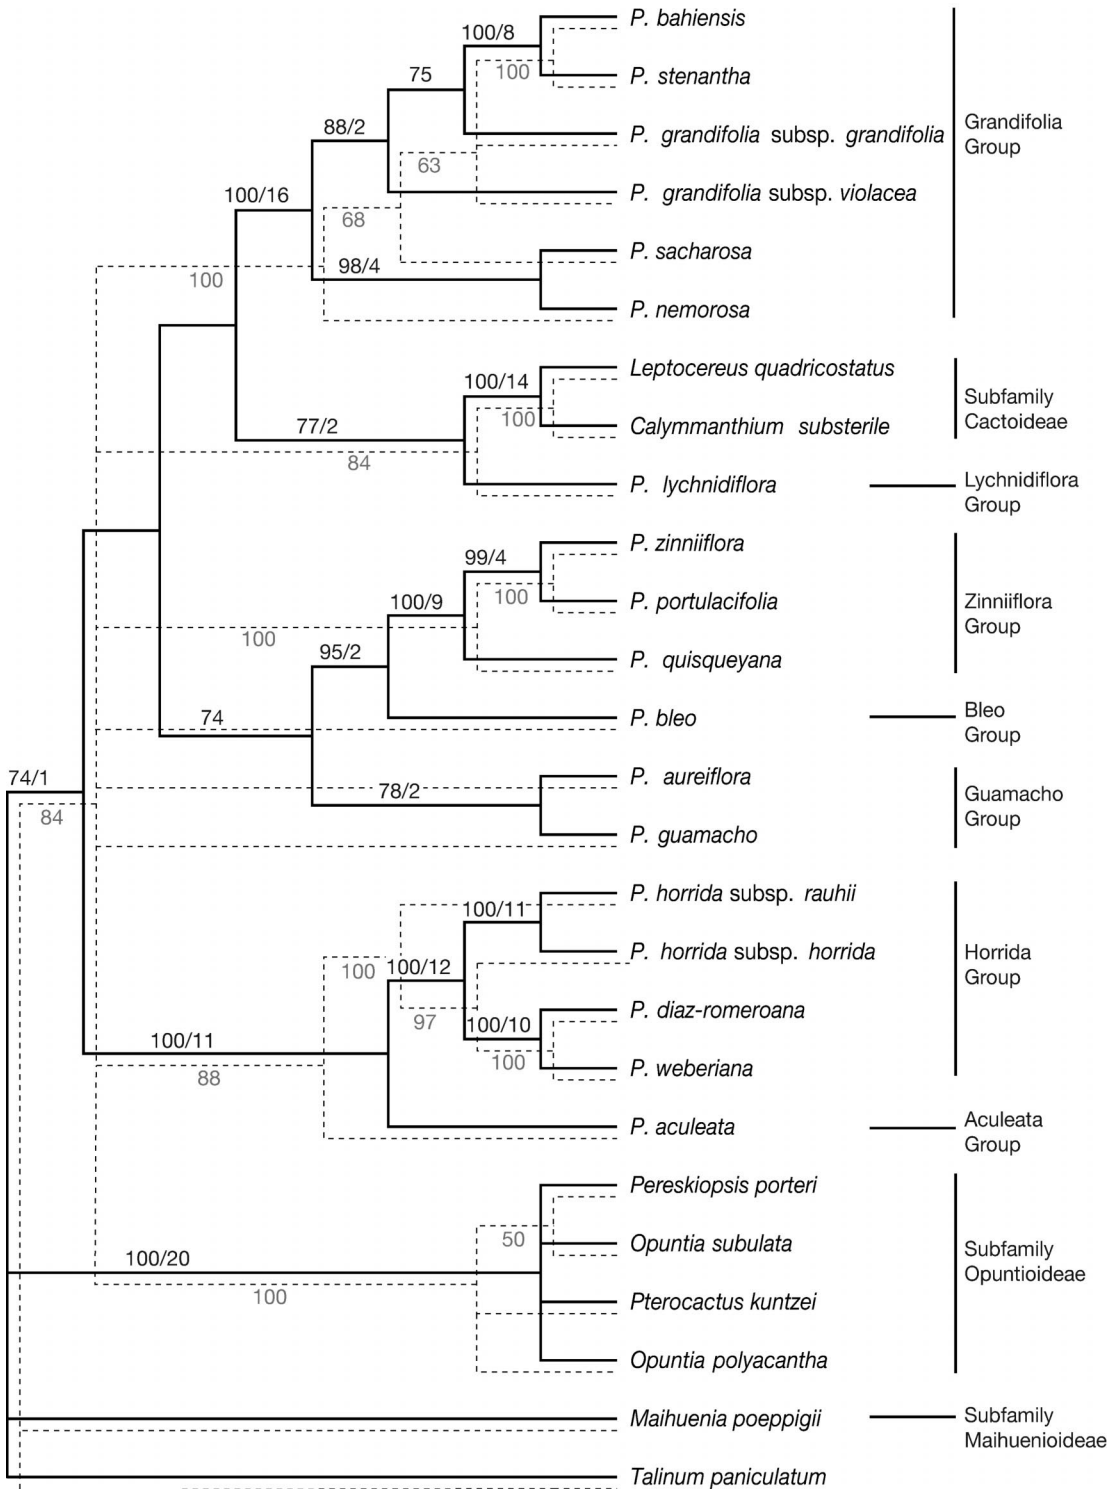 P. bahiensis
100/8
100
P. stenantha
75
88/2
P. grandifolia subsp. grandifolia
Grandifolia
Group
63
100/16
P. grandifolia subsp. violacea
68
P. sacharosa
98/4
100
P. nemorosa
Leptocereus quadricostatus
100/14
Subfamily
Cactoideae
100
77/2
Calymmanthium substerile
84
P. lychnidiflora
Lychnidiflora
Group
P. zinniiflora
99/4
100
100/9
P. portulacifolia
Zinniiflora
Group
100
95/2
P. quisqueyana
74
P. bleo
Bleo
Group
74/1
P. aureiflora
78/2
Guamacho
Group
84
P. guamacho
P. horrida subsp. rauhii
100/11
P. horrida subsp. horrida
Horrida
Group
100
100/12
P. diaz-romeroana
97
100/10
100/11
100
P. weberiana
88
P. aculeata
Aculeata
Group
Pereskiopsis porteri
50
Opuntia subulata
Subfamily
Opuntioideae
100/20
100
Pterocactus kuntzei
Opuntia polyacantha
Maihuenia poeppigii
Subfamily
Maihuenioideae
Talinum paniculatum